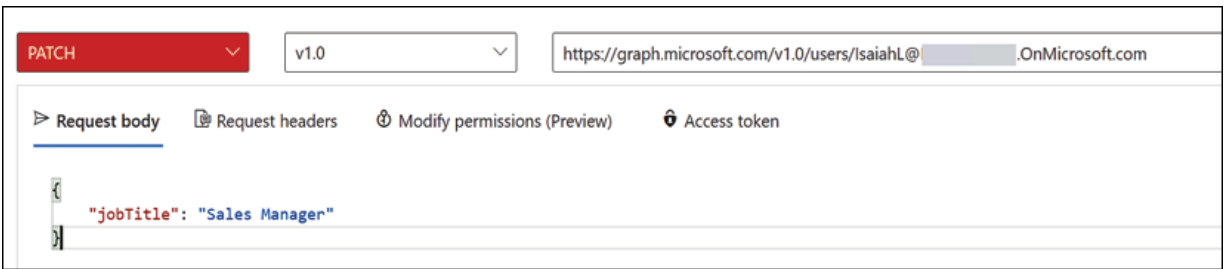 PATCH v1.0 https://graph.microsoft.com/v1.0/users/IsaiahL@ .OnMicrosoft.com
Request body Request headers Modify permissions (Preview) Access token
{
"jobTitle": "Sales Manager"
}